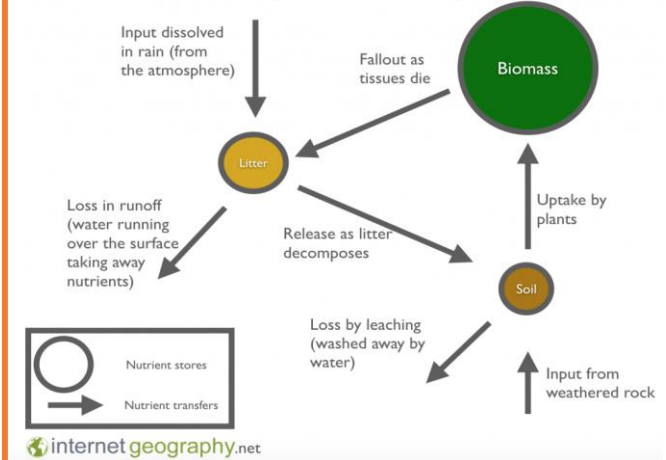 Input dissolved
in rain (from
the atmosphere)
Fallout as
tissues die
Biomass
Litter
Loss in runoff
(water running
over the surface
taking away
nutrients)
Release as litter
decomposes
Uptake by
plants
Soil
Loss by leaching
(washed away by
water)
Input from
weathered rock
Nutrient stores
Nutrient transfers
internetgeography.net